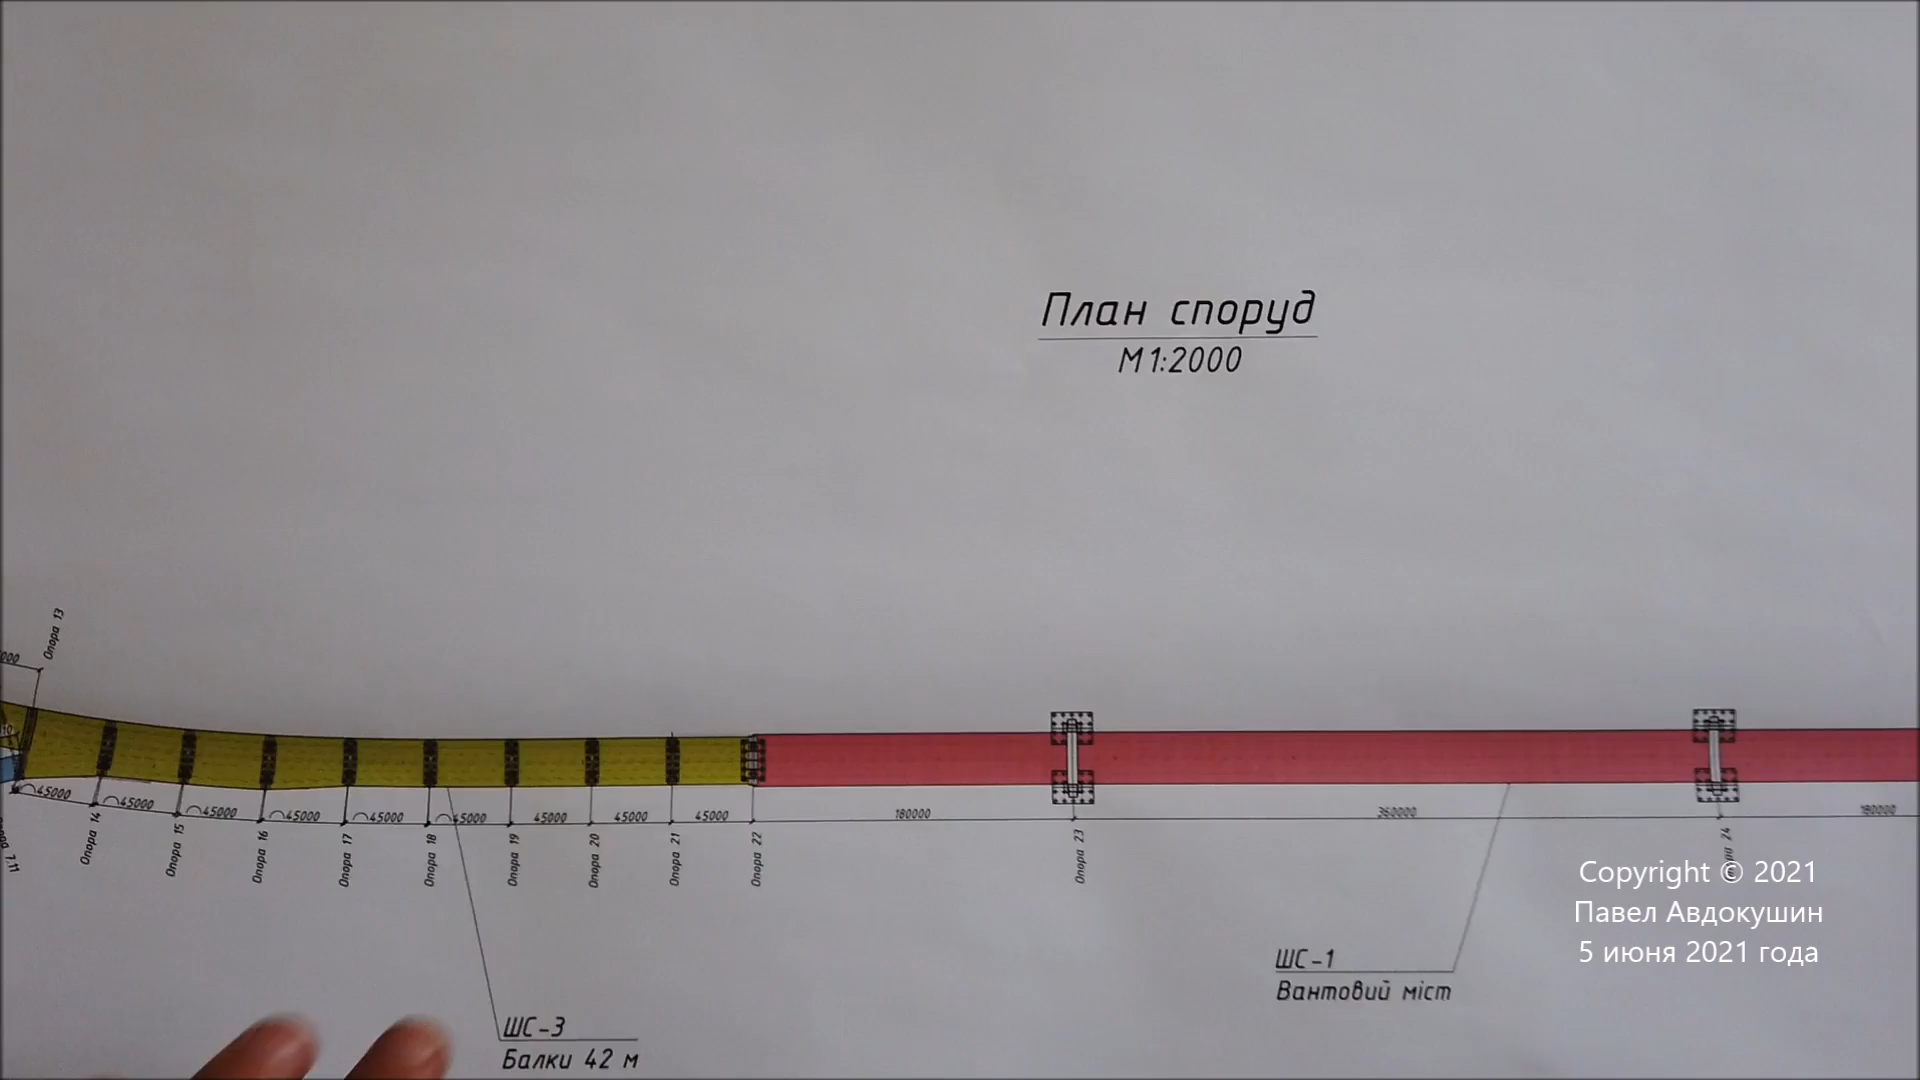 План споруд
М 1:2000
Опора 13
45000
45000
45000
45000
45000
45000
45000
45000
45000
180000
360000
180000
Опора 14
Опора 15
Опора 16
Опора 17
Опора 18
Опора 19
Опора 20
Опора 21
Опора 22
Опора 23
24
ШС-1
Вантовий міст
ШС-3
Балки 42 м
Copyright © 2021
Павел Авдокушин
5 июня 2021 года